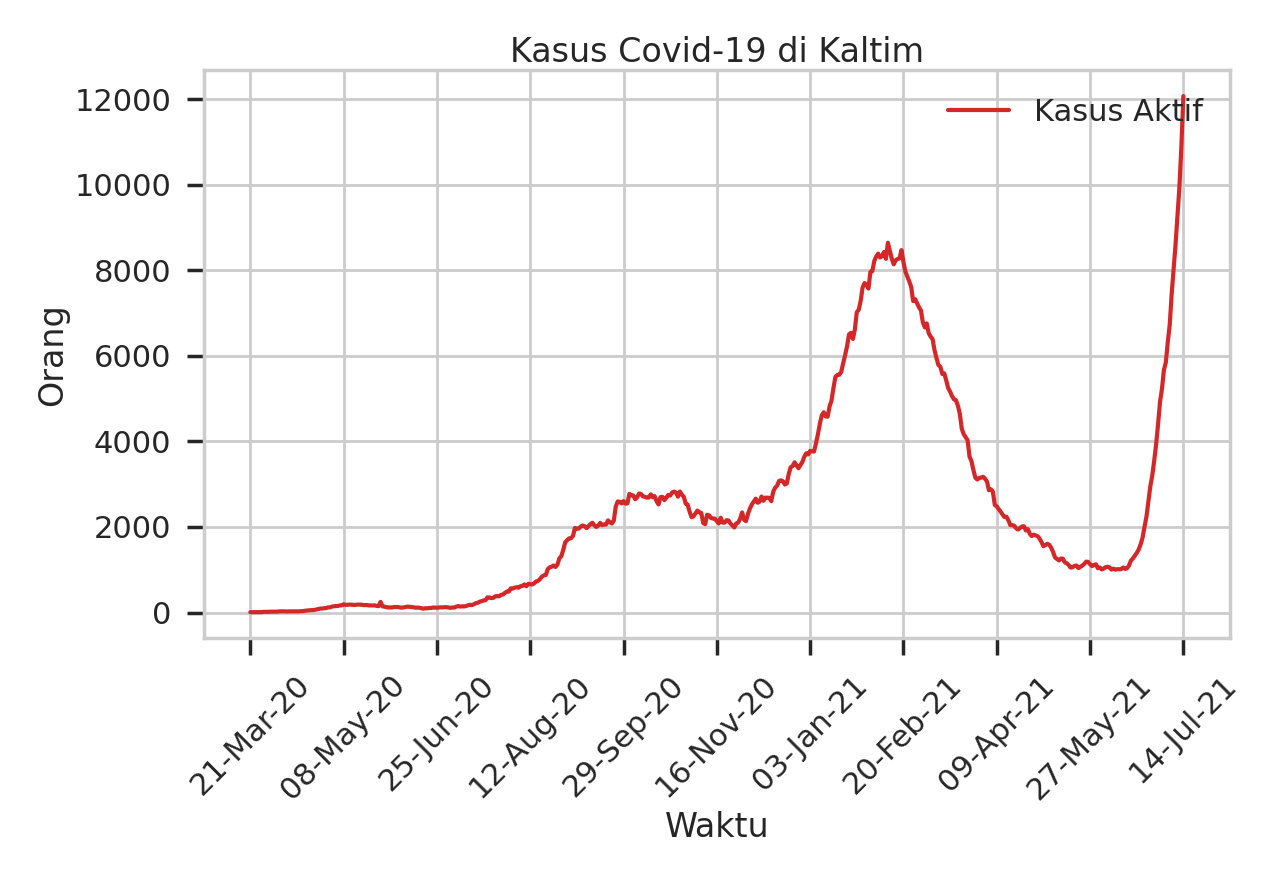 Kasus Covid-19 di Kaltim
Kasus Aktif
Orang
12000
10000
8000
6000
4000
2000
0
21-Mar-20
08-May-20
25-Jun-20
12-Aug-20
29-Sep-20
16-Nov-20
03-Jan-21
20-Feb-21
09-Apr-21
27-May-21
14-Jul-21
Waktu